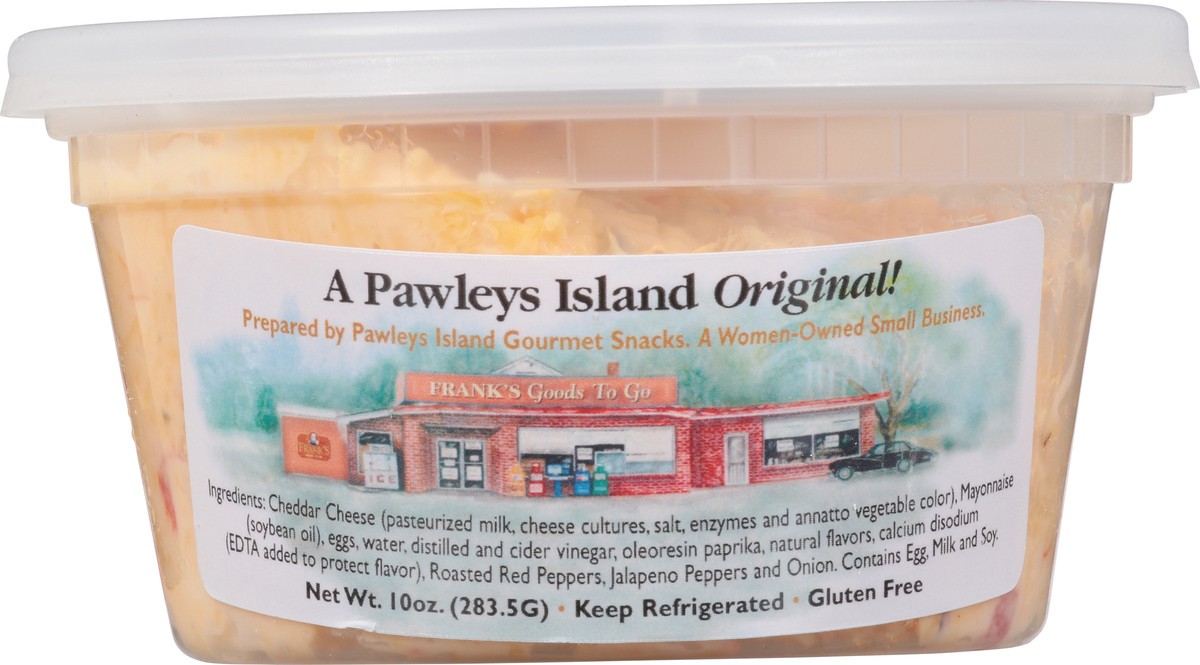 A Pawleys Island Original!
Prepared by Pawleys Island Gourmet Snacks. A Women-Owned Small Business.
FRANK'S Goods To Go
FRANK'S
ICE
Ingredients: Cheddar Cheese (pasteurized milk, cheese cultures, salt, enzymes and annatto vegetable color), Mayonnaise
(soybean oil), eggs, water, distilled and cider vinegar, oleoresin paprika, natural flavors, calcium disodium
(EDTA added to protect flavor), Roasted Red Peppers, Jalapeno Peppers and Onion. Contains Egg, Milk and Soy.
Net Wt. 10oz. (283.5G) • Keep Refrigerated • Gluten Free